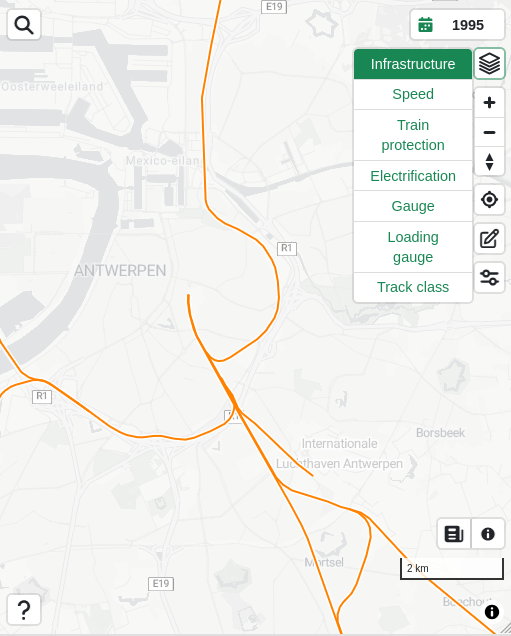 E19
1995
Infrastructure
Oosterweeleiland
Speed
Train
protection
Mexico-eiland
Electrification
Gauge
R1
Loading
gauge
ANTWERPEN
Track class
R1
Borsbeek
Internationale
Luchthaven Antwerpen
Mortsel
2 km
E19
Boechout
?